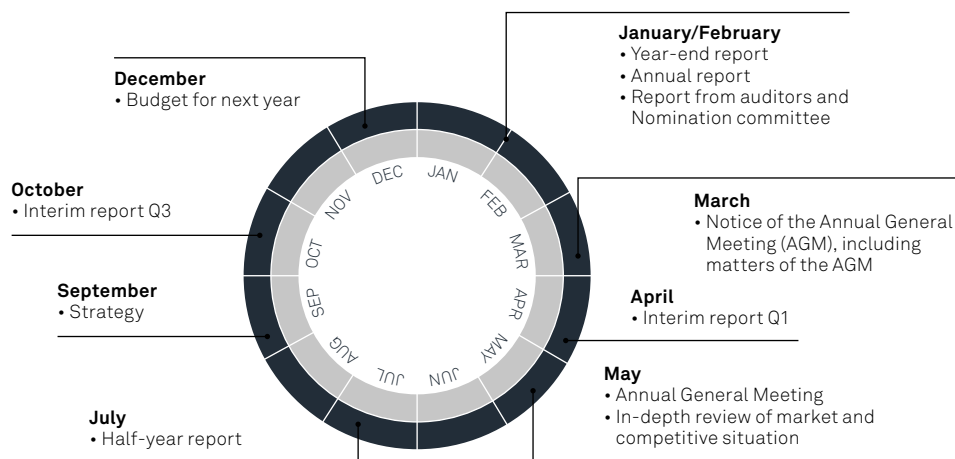 January/February
• Year-end report
• Annual report
• Report from auditors and
Nomination committee
December
• Budget for next year
October
• Interim report Q3
March
• Notice of the Annual General
Meeting (AGM), including
matters of the AGM
September
• Strategy
April
• Interim report Q1
May
• Annual General Meeting
• In-depth review of market and
competitive situation
July
• Half-year report
JAN
FEB
MAR
APR
MAY
JUN
JUL
AUG
SEP
OCT
NOV
DEC